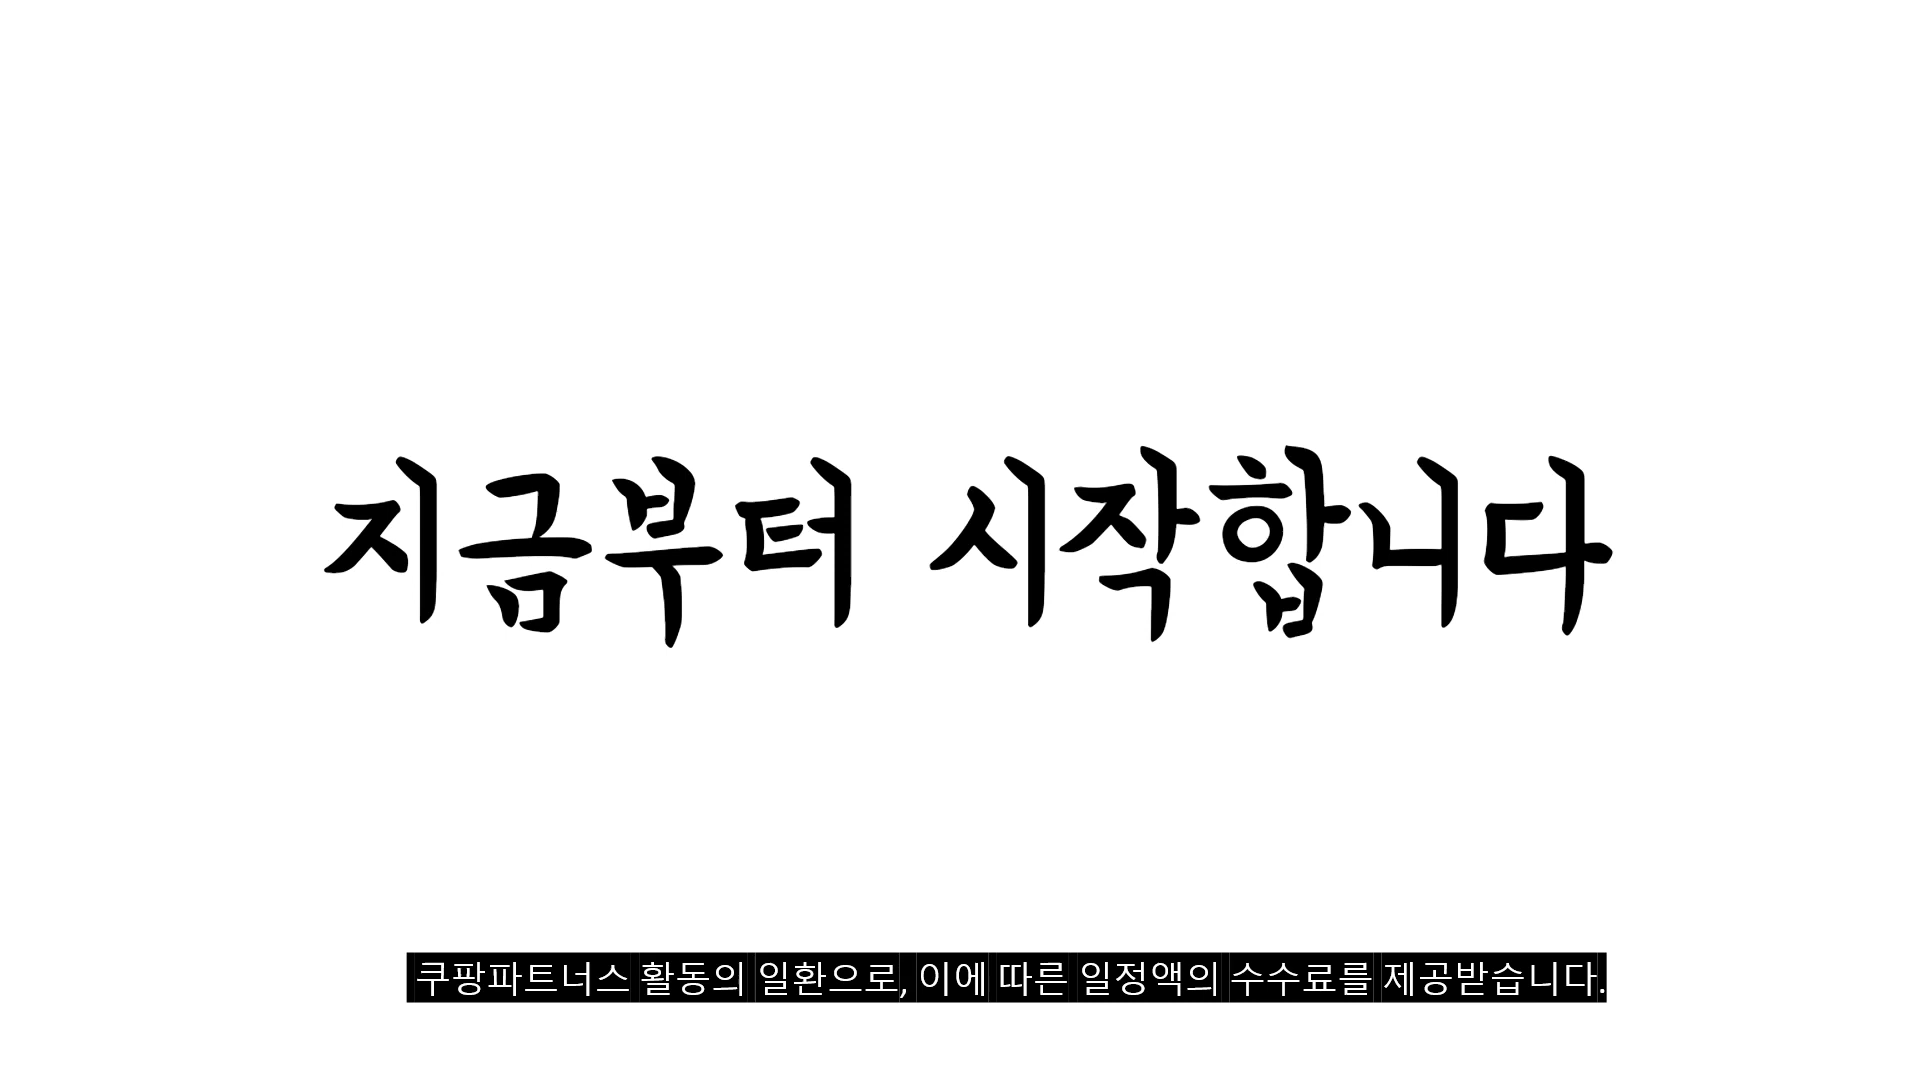 지금부터 시작합니다
쿠팡파트너스 활동의 일환으로, 이에 따른 일정액의 수수료를 제공받습니다.